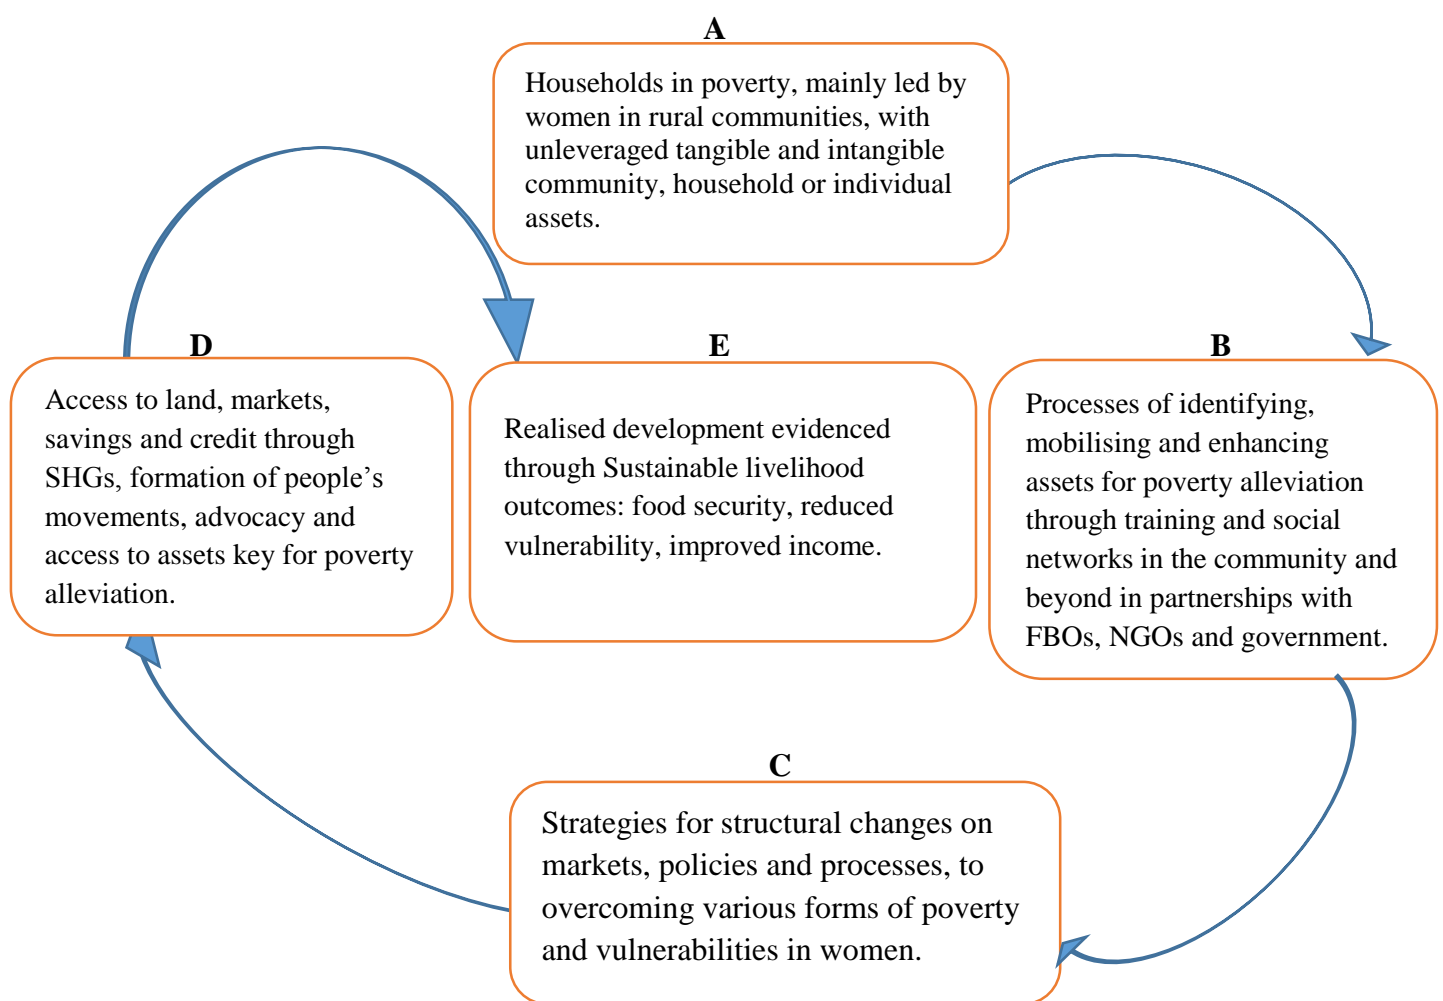 A
Households in poverty, mainly led by
women in rural communities, with
unleveraged tangible and intangible
community, household or individual
assets.
D
Access to land, markets,
savings and credit through
SHGs, formation of people’s
movements, advocacy and
access to assets key for poverty
alleviation.
E
Realised development evidenced
through Sustainable livelihood
outcomes: food security, reduced
vulnerability, improved income.
B
Processes of identifying,
mobilising and enhancing
assets for poverty alleviation
through training and social
networks in the community and
beyond in partnerships with
FBOs, NGOs and government.
C
Strategies for structural changes on
markets, policies and processes, to
overcoming various forms of poverty
and vulnerabilities in women.